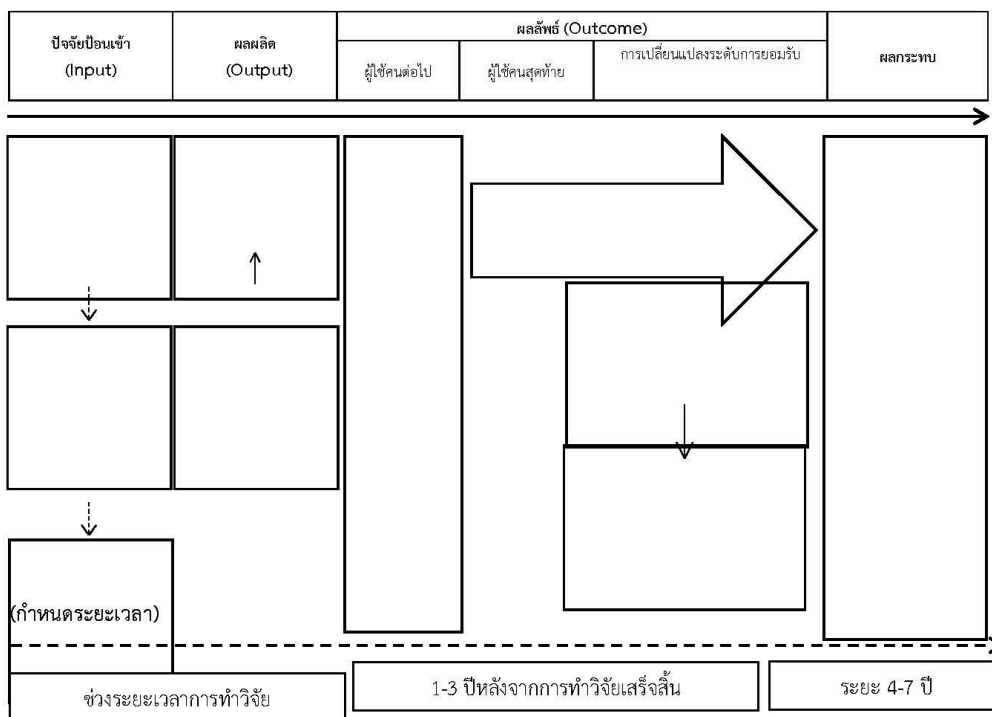 ปัจจัยป้อนเข้า
(Input)
ผลผลิต
(Output)
ผลลัพธ์ (Outcome)
ผู้ใช้คนต่อไป
ผู้ใช้คนสุดท้าย
การเปลี่ยนแปลงระดับการยอมรับ
ผลกระทบ
(กำหนดระยะเวลา)
ช่วงระยะเวลาการทำวิจัย
1-3 ปีหลังจากการทำวิจัยเสร็จสิ้น
ระยะ 4-7 ปี